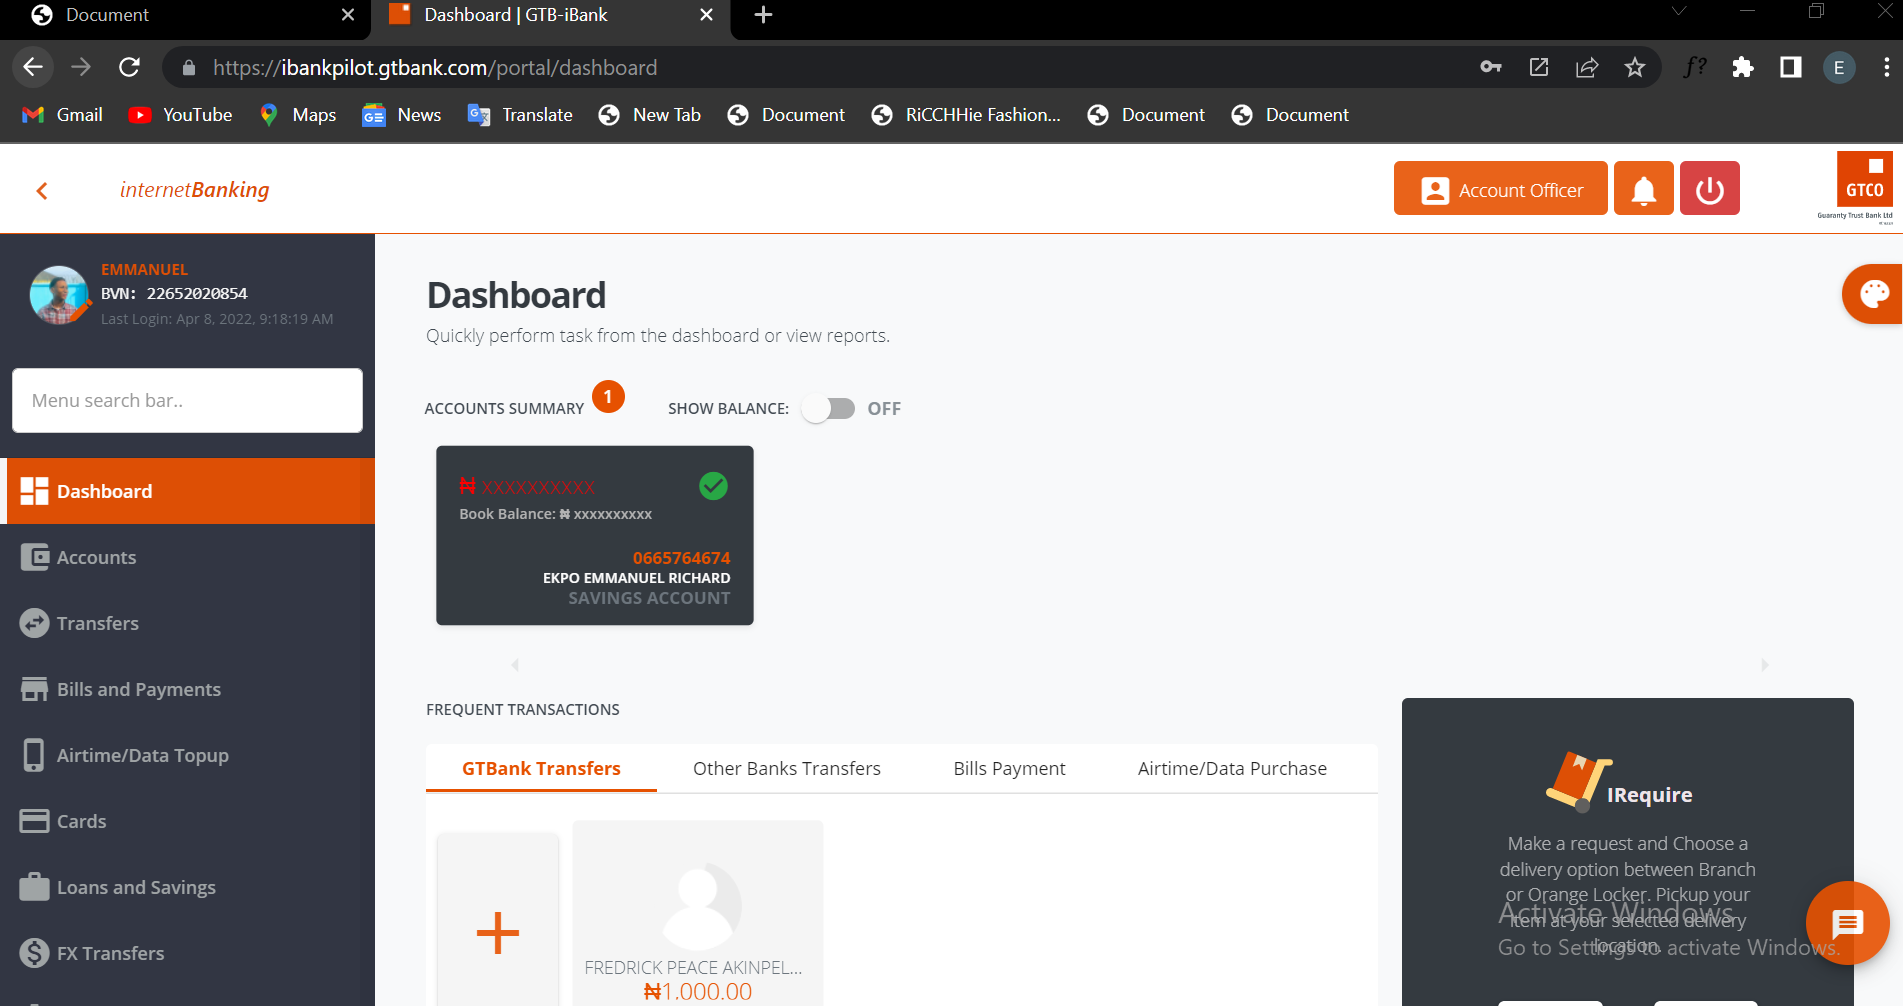 Document
Dashboard | GTB-iBank
https://ibankpilot.gtbank.com/portal/dashboard
E
Gmail
YouTube
Maps
News
Translate
New Tab
Document
RiCCHHie Fashion...
Document
Document
internetBanking
Account Officer
GTCO
Guaranty Trust Bank Ltd
EMMANUEL
BVN: 22652020854
Last Login: Apr 8, 2022, 9:18:19 AM
Menu search bar..
Dashboard
Accounts
Transfers
Bills and Payments
Airtime/Data Topup
Cards
Loans and Savings
FX Transfers
Dashboard
Quickly perform task from the dashboard or view reports.
ACCOUNTS SUMMARY 1
SHOW BALANCE: OFF
₦ xxxxxxxxxx
Book Balance: ₦ xxxxxxxxxx
0665764674
EKPO EMMANUEL RICHARD
SAVINGS ACCOUNT
FREQUENT TRANSACTIONS
GTBank Transfers
Other Banks Transfers
Bills Payment
Airtime/Data Purchase
FREDRICK PEACE AKINPEL...
₦1.000.00
IRequire
Make a request and Choose a
delivery option between Branch
or Orange Locker. Pickup your
item at your selected delivery
location.
Activate Windows
Go to Settings to activate Windows.